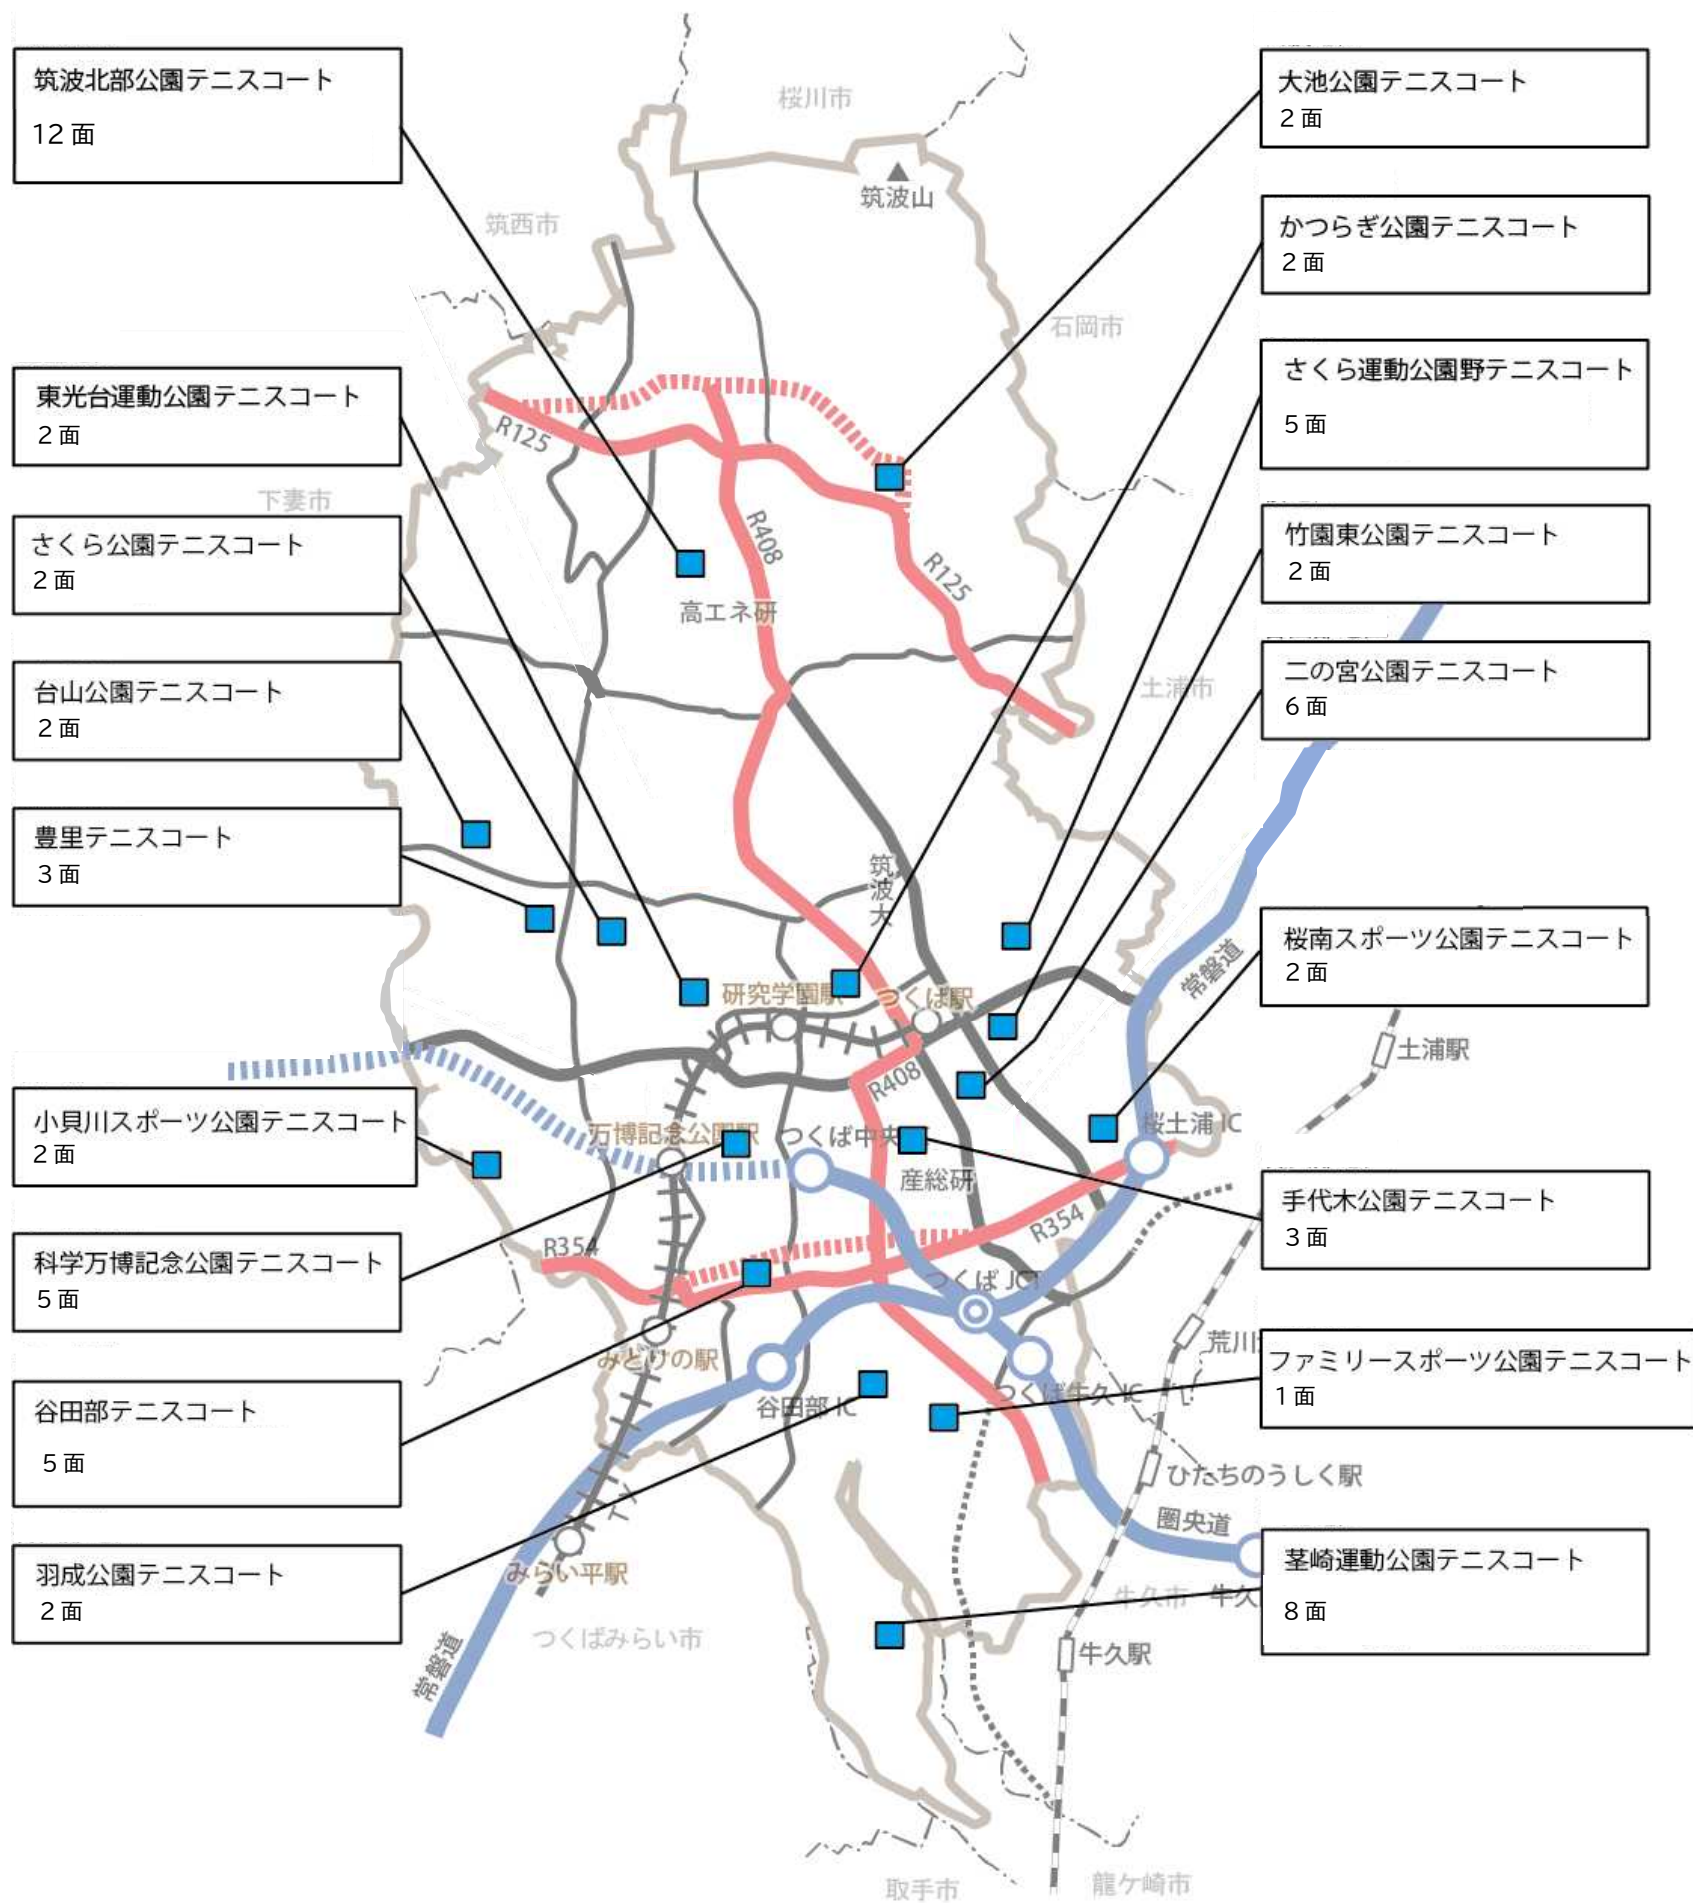 筑波北部公園テニスコート
12面
東光台運動公園テニスコート
2面
さくら公園テニスコート
2面
台山公園テニスコート
2面
豊里テニスコート
3面
小貝川スポーツ公園テニスコート
2面
科学万博記念公園テニスコート
5面
谷田部テニスコート
5面
羽成公園テニスコート
2面
大池公園テニスコート
2面
かつらぎ公園テニスコート
2面
さくら運動公園野テニスコート
5面
竹園東公園テニスコート
2面
二の宮公園テニスコート
6面
桜南スポーツ公園テニスコート
2面
手代木公園テニスコート
3面
ファミリースポーツ公園テニスコート
1面
茎崎運動公園テニスコート
8面
桜川市
筑波山
筑西市
石岡市
下妻市
R125
R408
R125
高エネ研
土浦市
筑波大
研究学園駅
つくば駅
常磐道
土浦駅
R408
万博記念公園駅
つくば中央
桜土浦 IC
産総研
R354
R354
つくば JCT
荒川
みどりの駅
谷田部 IC
つくば牛久 IC
ひたちのうしく駅
TX
圏央道
みらい平駅
牛久市
牛久
つくばみらい市
牛久駅
常磐道
取手市
龍ケ崎市